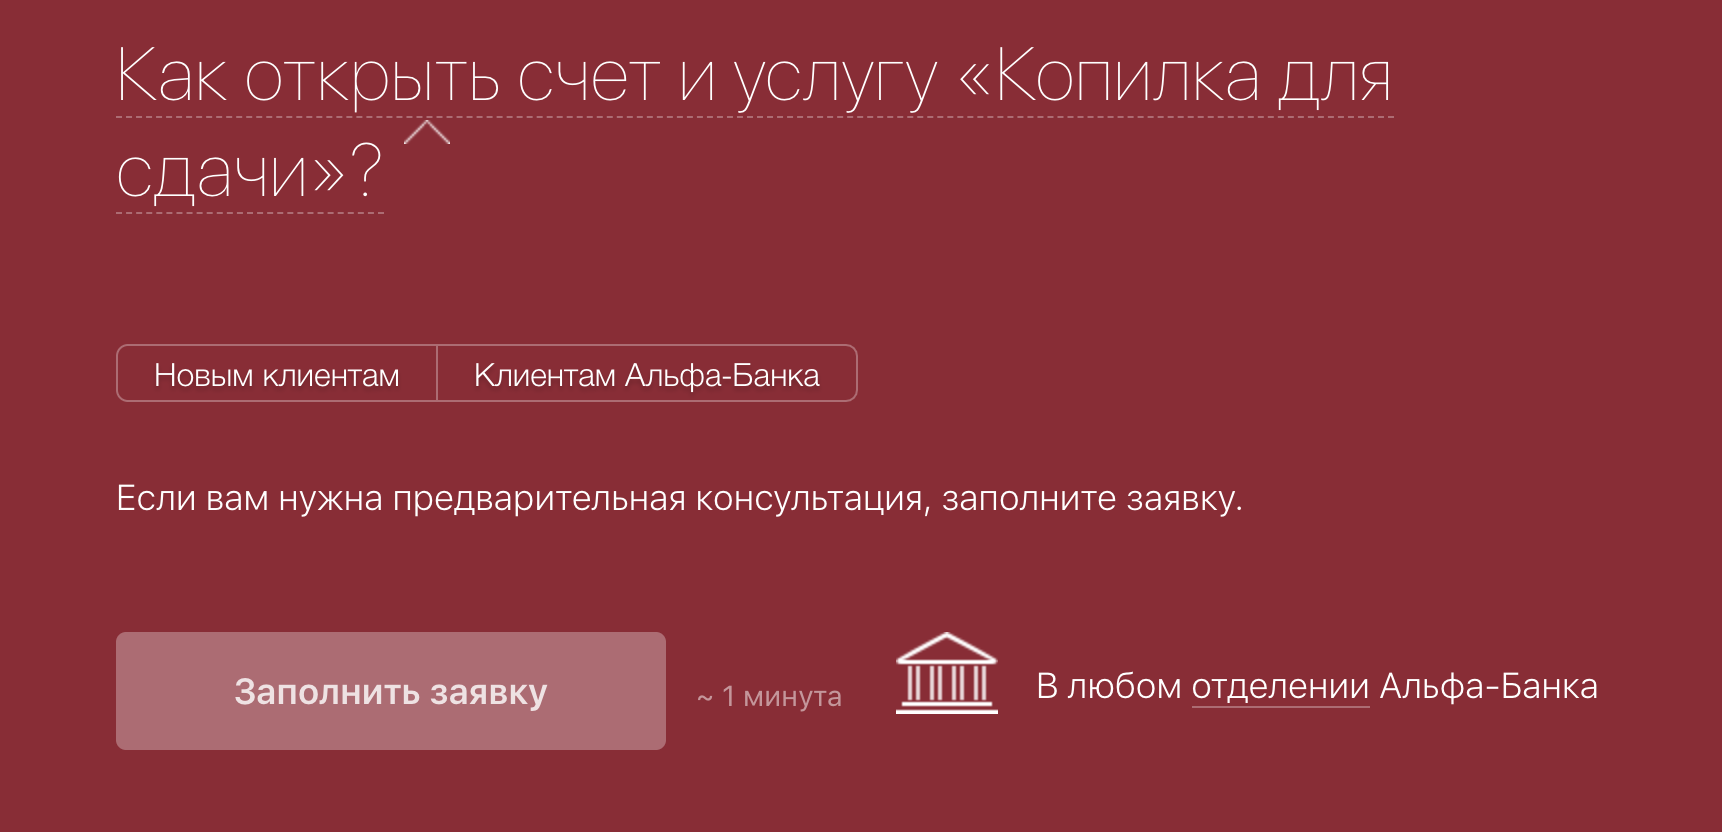 Как открыть счет и услугу «Копилка для
сдачи»?
Новым клиентам
Клиентам Альфа-Банка
Если вам нужна предварительная консультация, заполните заявку.
Заполнить заявку
~ 1 минута
В любом отделении Альфа-Банка